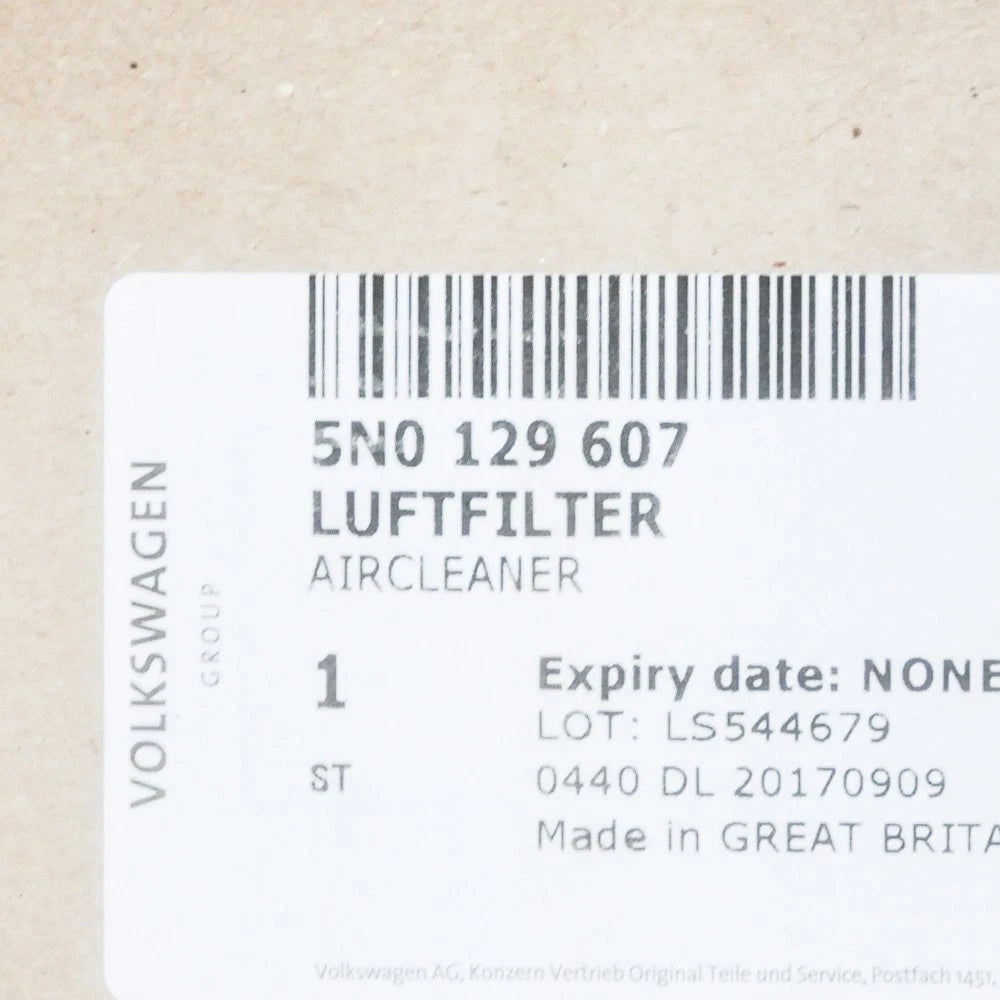 5N0 129 607
LUFTFILTER
AIRCLEANER
1
Expiry date: NONE
LOT: LS544679
ST
0440 DL 20170909
Made in GREAT BRITA
VOLKSWAGEN
GROUP
Volkswagen AG, Konzern Vertrieb Original Teile und Service, Postfach 1451,